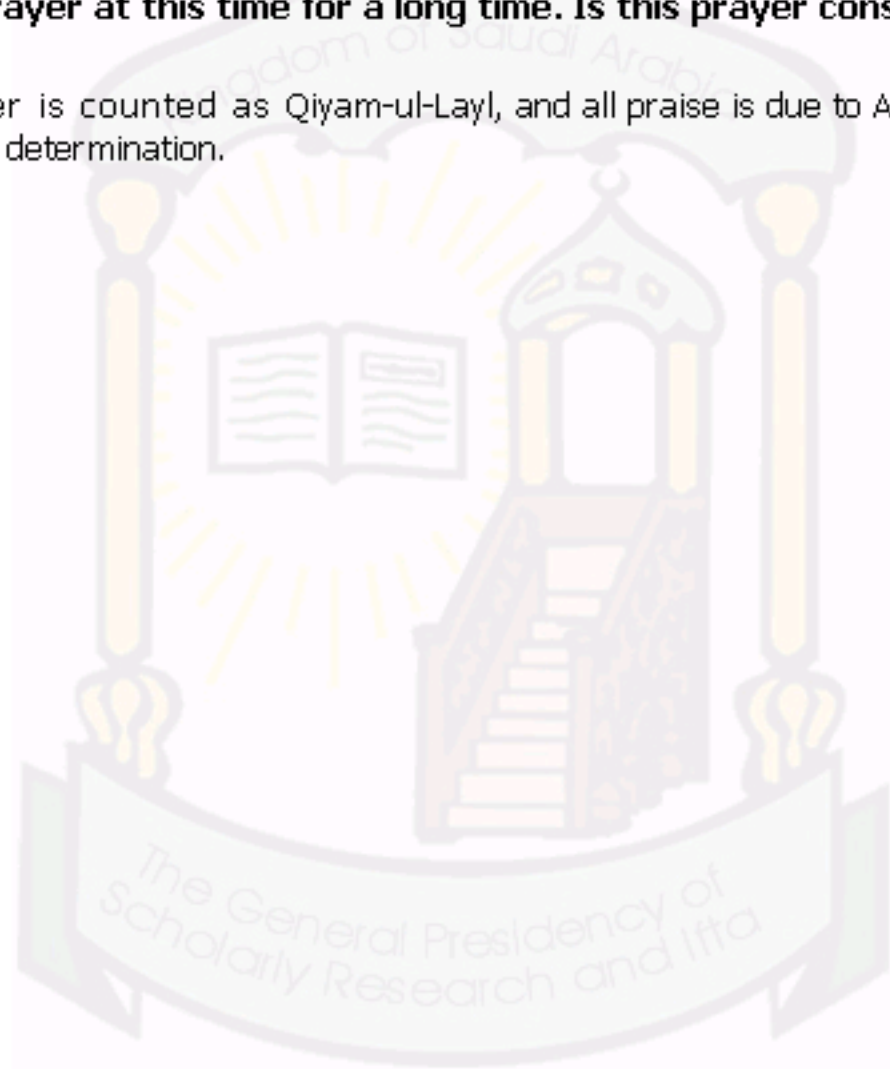 rayer at this time for a long time. Is this prayer cons
er is counted as Qiyam-ul-Layl, and all praise is due to A
determination.
Kingdom of Saudi Arabia
The General Presidency of
Scholarly Research and Ifta